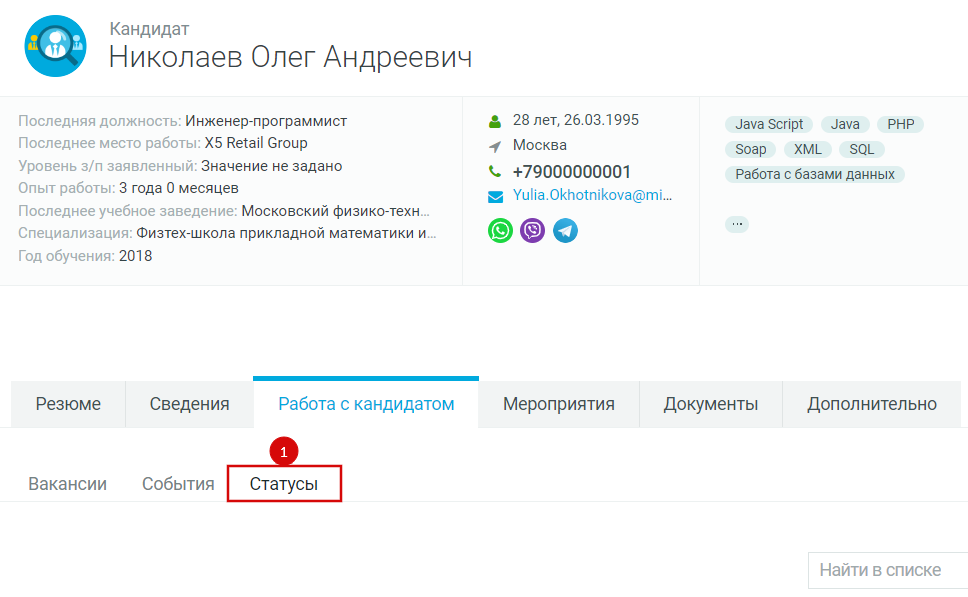 Кандидат
Николаев Олег Андреевич
Последняя должность: Инженер-программист
Последнее место работы: X5 Retail Group
Уровень з/п заявленный: Значение не задано
Опыт работы: 3 года 0 месяцев
Последнее учебное заведение: Московский физико-техн...
Специализация: Физтех-школа прикладной математики и...
Год обучения: 2018
28 лет, 26.03.1995
Москва
+79000000001
Yulia.Okhotnikova@mi...
Java Script Java PHP
Soap XML SQL
Работа с базами данных
...
Резюме Сведения Работа с кандидатом Мероприятия Документы Дополнительно
1
Вакансии События Статусы
Найти в списке